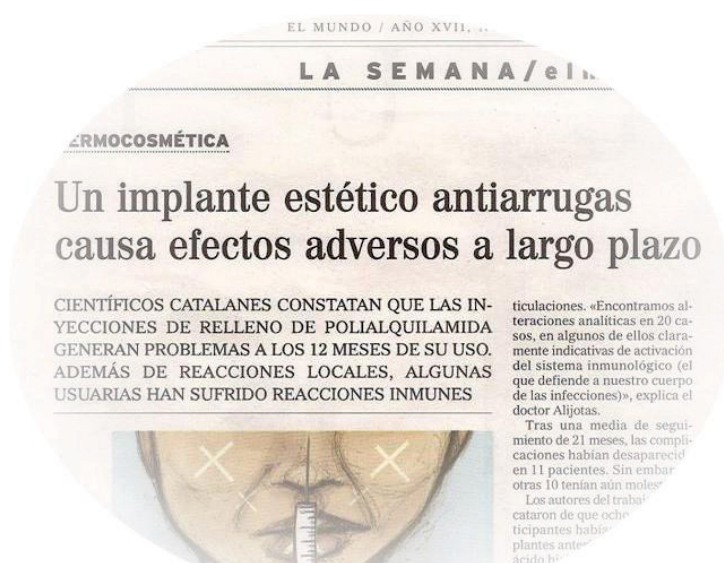 EL MUNDO / AÑO XVII,
LA SEMANA/el
ERMOCOSMÉTICA
Un implante estético antiarrugas
causa efectos adversos a largo plazo
CIENTÍFICOS CATALANES CONSTATAN QUE LAS IN-
YECCIONES DE RELLENO DE POLIALQUILAMIDA
GENERAN PROBLEMAS A LOS 12 MESES DE SU USO.
ADEMÁS DE REACCIONES LOCALES, ALGUNAS
USUARIAS HAN SUFRIDO REACCIONES INMUNES
ticulaciones. «Encontramos al-
teraciones analíticas en 20 ca-
sos, en algunos de ellos clara-
mente indicativas de activación
del sistema inmunológico (el
que defiende a nuestro cuerpo
de las infecciones)», explica el
doctor Alijotas.
Tras una media de segui-
miento de 21 meses, las compli-
caciones habían desaparecid
en 11 pacientes. Sin embar
otras 10 tenían aún moles
Los autores del traba
cataron de que ocho
ticipantes había
plantes ante
ácido